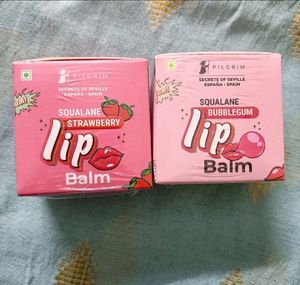 PILGRIM
SECRETS OF SEVILLE
ESPAÑA • SPAIN
SQUALANE
STRAWBERRY
lip
Balm
PILGRIM
SECRETS OF SEVILLE
ESPAÑA • SPAIN
SQUALANE
BUBBLEGUM
lip
Balm